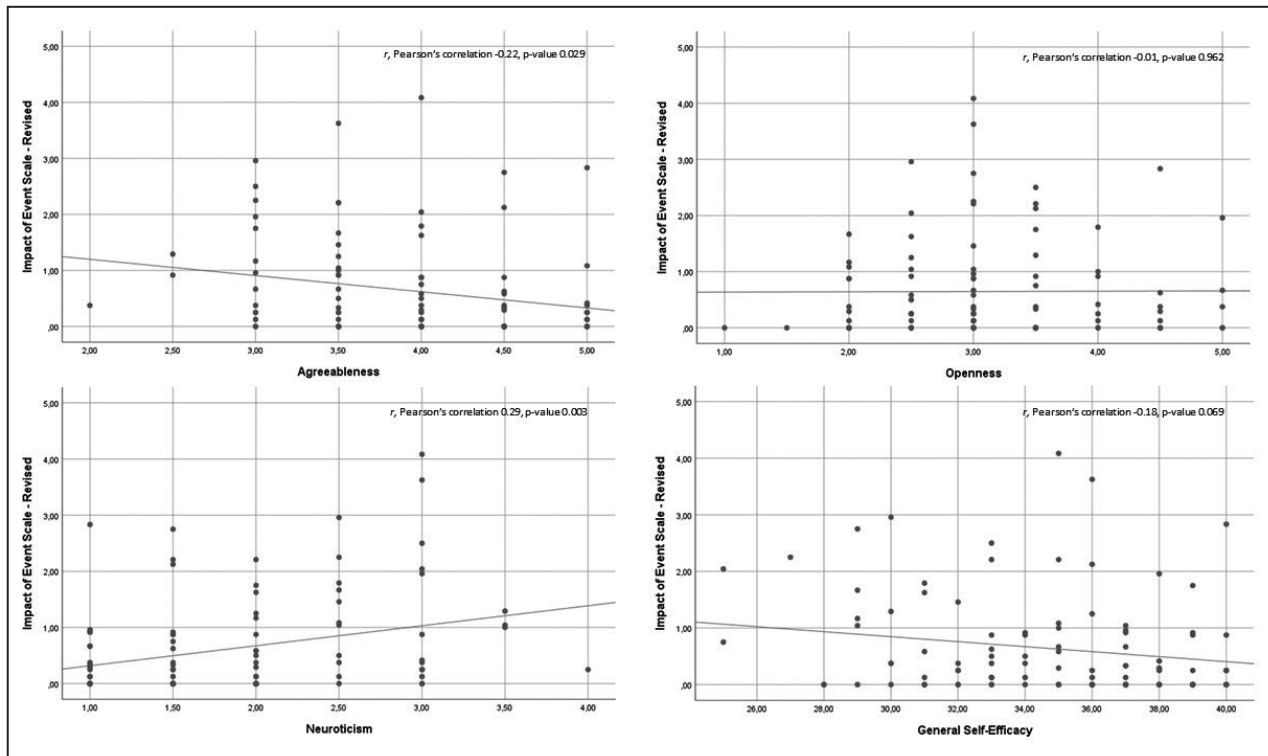 r, Pearson's correlation -0.22, p-value 0.029
5,00
4,00
3,00
2,00
1,00
,00
Impact of Event Scale - Revised
2,00 2,50 3,00 3,50 4,00 4,50 5,00
Agreeableness
r, Pearson's correlation -0.01, p-value 0.962
5,00
4,00
3,00
2,00
1,00
,00
Impact of Event Scale - Revised
1,00 2,00 3,00 4,00 5,00
Openness
r, Pearson's correlation 0.29, p-value 0.003
5,00
4,00
3,00
2,00
1,00
,00
Impact of Event Scale - Revised
1,00 1,50 2,00 2,50 3,00 3,50 4,00
Neuroticism
r, Pearson's correlation -0.18, p-value 0.069
5,00
4,00
3,00
2,00
1,00
,00
Impact of Event Scale - Revised
26,00 28,00 30,00 32,00 34,00 36,00 38,00 40,00
General Self-Efficacy